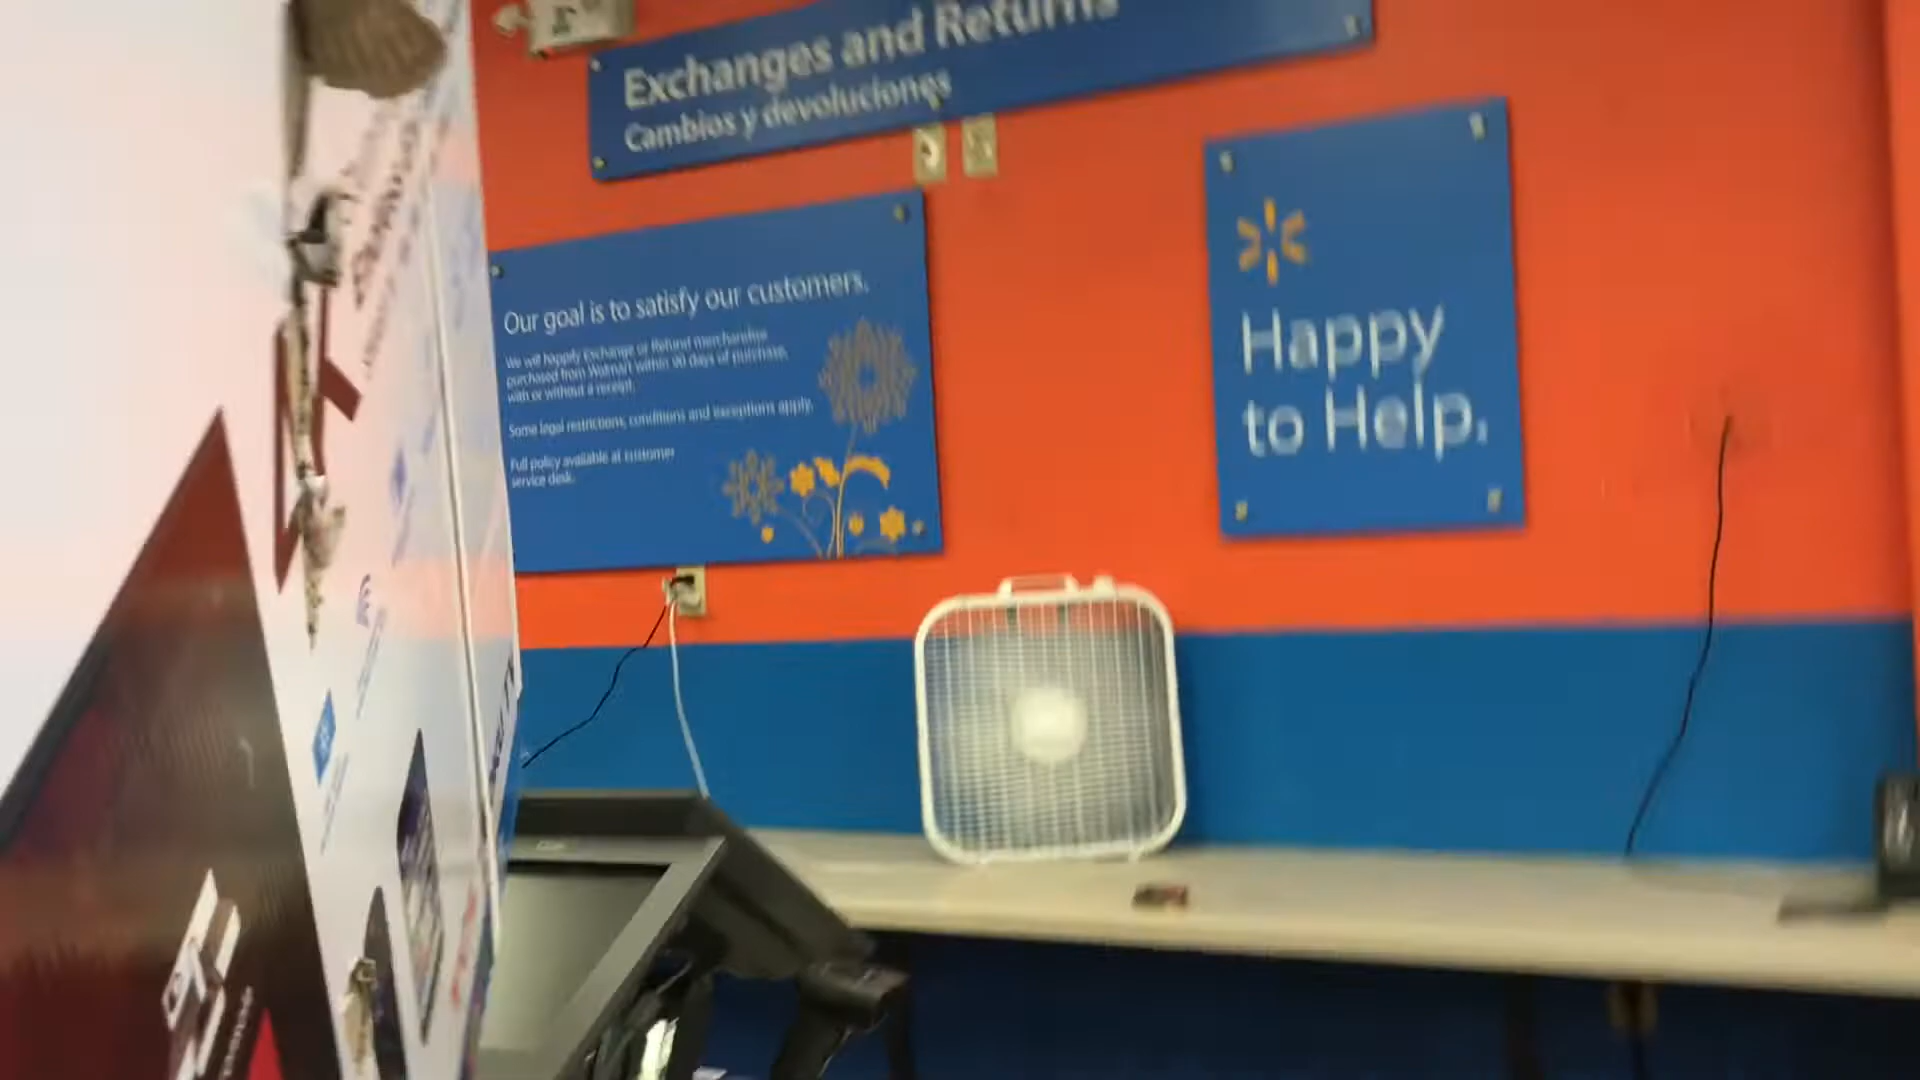 Exchanges and Returns
Cambios y devoluciones
Our goal is to satisfy our customers.
We will happily Exchange or Refund merchandise
purchased from Walmart within 90 days of purchase,
with or without a receipt.
Some legal restrictions, conditions and exceptions apply.
Full policy available at customer
service desk.
Happy
to Help.